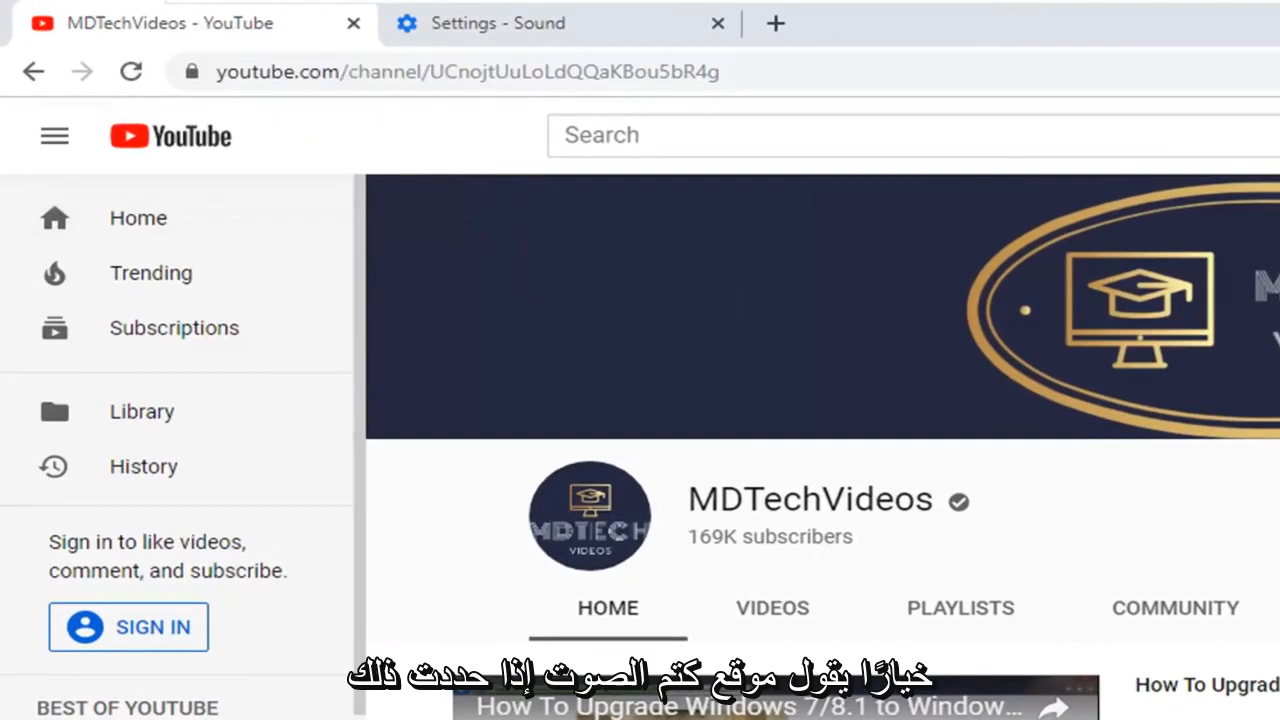 MDTechVideos - YouTube
Settings - Sound
youtube.com/channel/UCnojtUuLoLdQQaKBou5bR4g
YouTube
Search
Home
Trending
Subscriptions
Library
History
Sign in to like videos,
comment, and subscribe.
SIGN IN
BEST OF YOUTUBE
MDTECH
VIDEOS
MDTechVideos
169K subscribers
HOME
VIDEOS
PLAYLISTS
COMMUNITY
خيارًا يقول موقع كتم الصوت إذا حددت ذلك
How To Upgrade Windows 7/8.1 to Window...
How To Upgrad